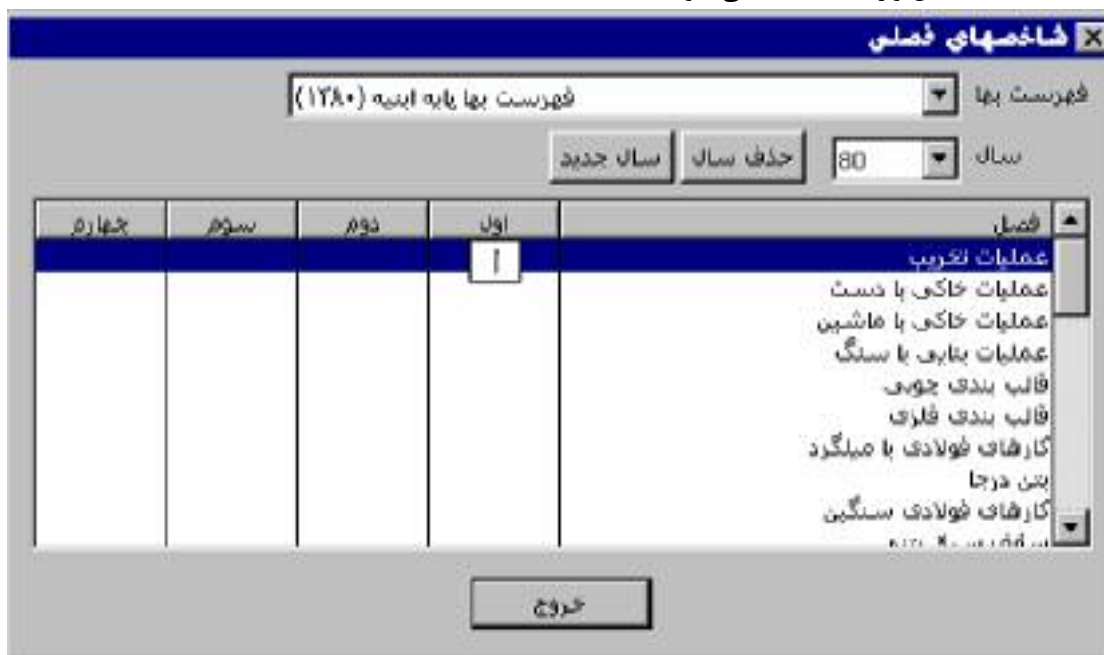 شاخصهای فصلی
فهرست بها فهرست بها پایه ابنیه (۱۳۸۰)
سال 80 حذف سال سال جدید
فصل اول دوم سوم چهارم
عملیات تخریب
عملیات خاکی با دست
عملیات خاکی با ماشین
عملیات بنایی با سنگ
قالب بندی چوبی
قالب بندی فلزی
کارهای فولادی با میلگرد
بتن درجا
کارهای فولادی سنگین
خروج